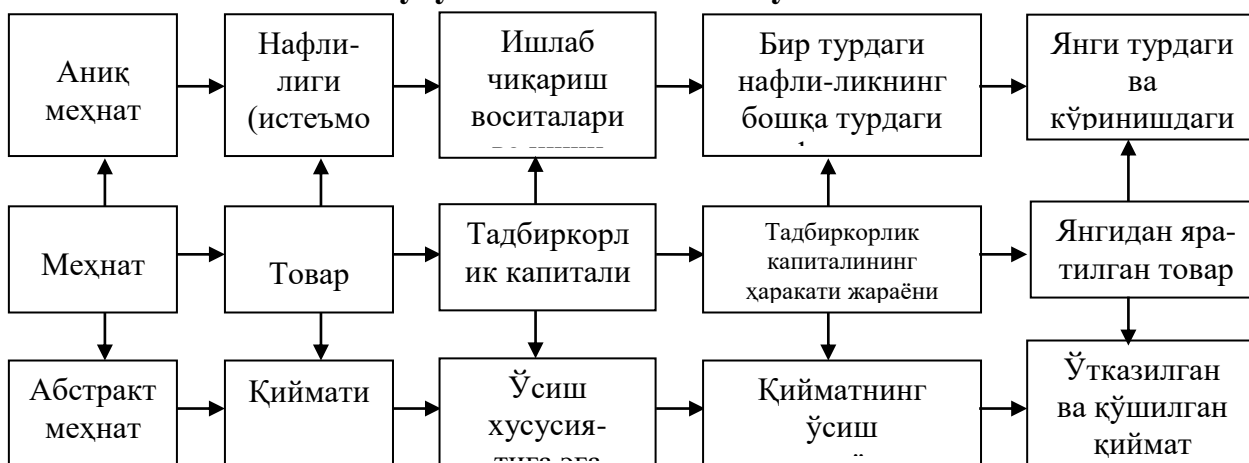 Аниқ
меҳнат
Нафли-
лиги
(истеъмо
Ишлаб
чиқариш
воситалари
Бир турдаги
нафли-ликнинг
бошқа турдаги
Янги турдаги
ва
кўринишдаги
Меҳнат
Товар
Тадбиркорл
ик капитали
Тадбиркорлик
капиталининг
ҳаракати жараёни
Янгидан яра-
тилган товар
Абстракт
меҳнат
Қиймати
Ўсиш
хусусия-
тига эга
Қийматнинг
ўсиш
Ўтказилган
ва қўшилган
қиймат